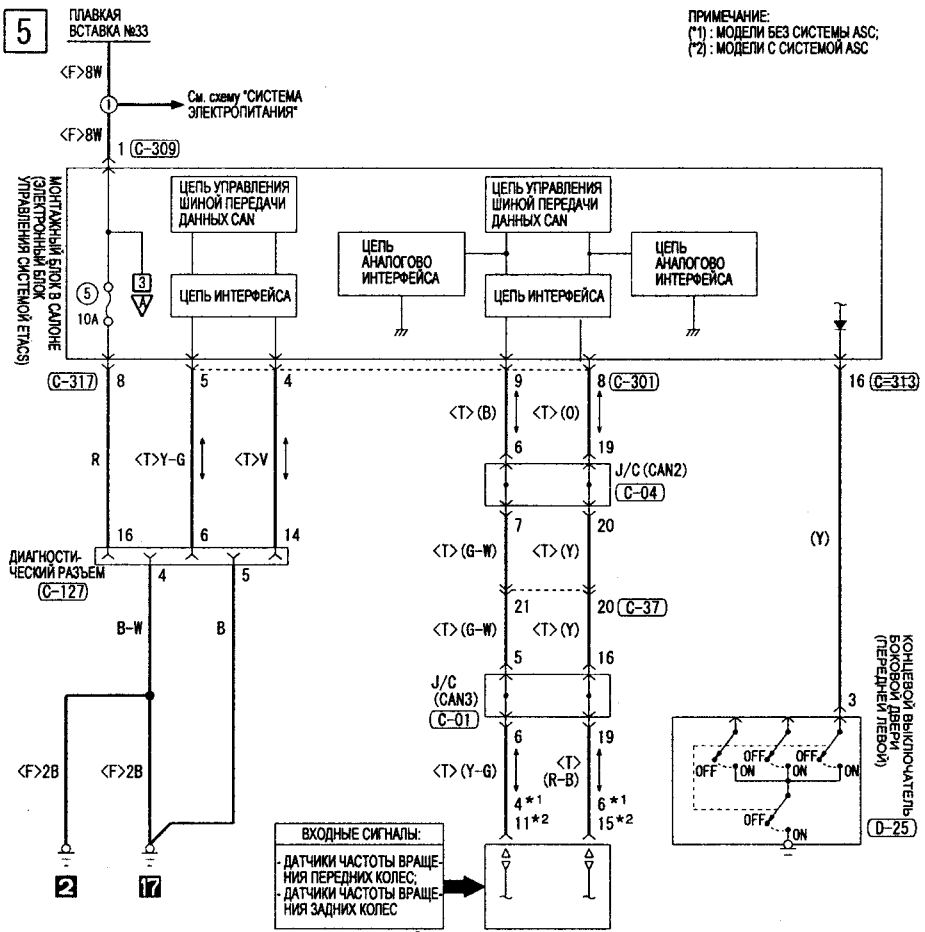 5
ПЛАВКАЯ
ВСТАВКА №33
ПРИМЕЧАНИЕ:
(*1) : МОДЕЛИ БЕЗ СИСТЕМЫ ASC;
(*2) : МОДЕЛИ С СИСТЕМОЙ ASC
<F>8W
1
См. схему "СИСТЕМА
ЭЛЕКТРОПИТАНИЯ"
<F>8W
1 (C-309)
МОНТАЖНЫЙ БЛОК В САЛОНЕ
(ЭЛЕКТРОННЫЙ БЛОК
УПРАВЛЕНИЯ СИСТЕМОЙ ETACS)
ЦЕПЬ УПРАВЛЕНИЯ
ШИНОЙ ПЕРЕДАЧИ
ДАННЫХ CAN
ЦЕПЬ УПРАВЛЕНИЯ
ШИНОЙ ПЕРЕДАЧИ
ДАННЫХ CAN
ЦЕПЬ
АНАЛОГОВО
ИНТЕРФЕЙСА
ЦЕПЬ
АНАЛОГОВО
ИНТЕРФЕЙСА
3
A
5
10A
ЦЕПЬ ИНТЕРФЕЙСА
ЦЕПЬ ИНТЕРФЕЙСА
(C-317) 8 5 4 9 8 (C-301) 16 (C=313)
<T>(B) <T>(O)
6 19
R <T>Y-G <T>V
J/C (CAN2)
(C-04)
16 6 14
7 20
ДИАГНОСТИ-
ЧЕСКИЙ РАЗЪЕМ
(C-127)
4 5
<T>(G-W) <T>(Y)
(Y)
21 20 (C-37)
B-W B
<T>(G-W) <T>(Y)
5 16
КОНЦЕВОЙ ВЫКЛЮЧАТЕЛЬ
БОКОВОЙ ДВЕРИ
(ПЕРЕДНЕЙ ЛЕВОЙ)
J/C
(CAN3)
(C-01)
3
6 19
<F>2B <F>2B
<T>(Y-G) <T>
(R-B)
OFF ON OFF ON OFF ON
4*1 6*1
11*2 15*2
OFF ON
(D-25)
ВХОДНЫЕ СИГНАЛЫ:
- ДАТЧИКИ ЧАСТОТЫ ВРАЩЕ-
НИЯ ПЕРЕДНИХ КОЛЕС;
- ДАТЧИКИ ЧАСТОТЫ ВРАЩЕ-
НИЯ ЗАДНИХ КОЛЕС
2 17